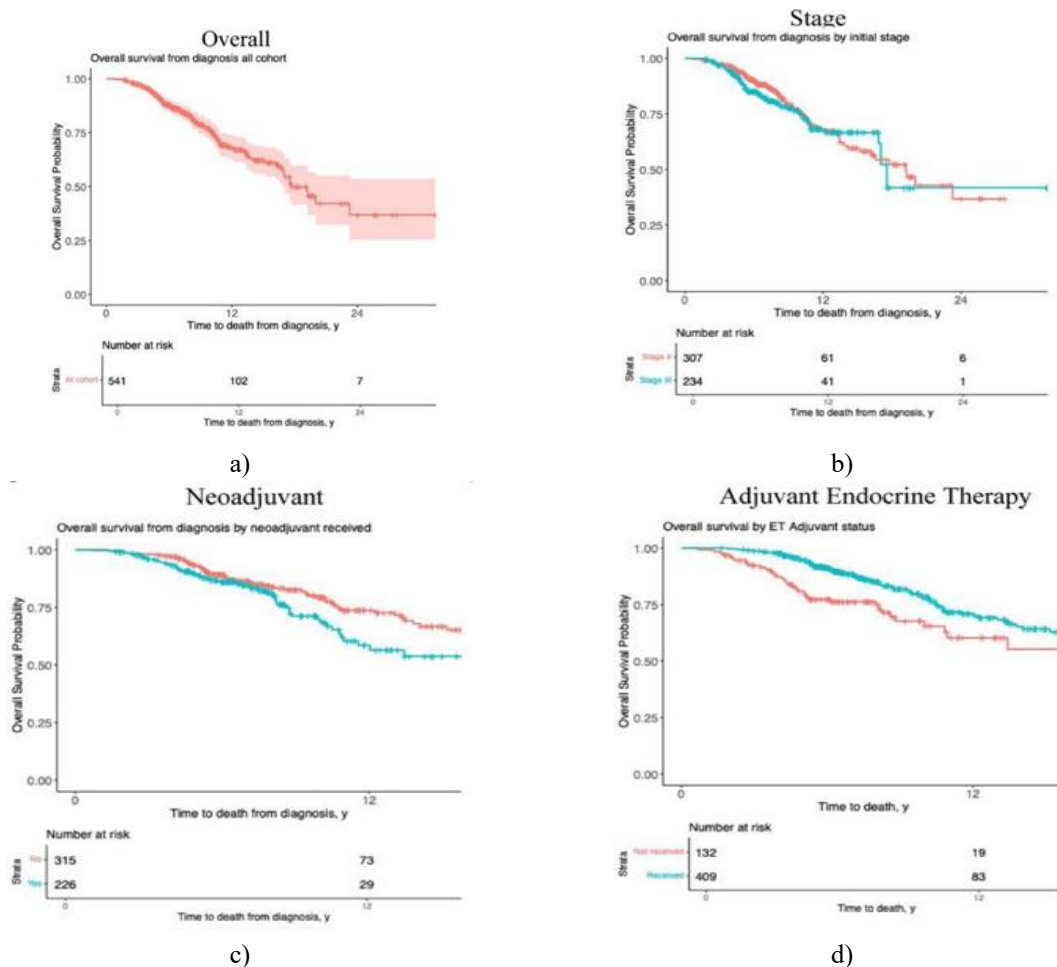 Overall
Overall survival from diagnosis all cohort
1.00
0.75
0.50
0.25
0.00
Overall Survival Probability
0
12
24
Time to death from diagnosis, y
Number at risk
Strata
All cohort
541
102
7
0
12
24
Time to death from diagnosis, y
a)
Stage
Overall survival from diagnosis by initial stage
1.00
0.75
0.50
0.25
0.00
Overall Survival Probability
0
12
24
Time to death from diagnosis, y
Number at risk
Strata
Stage II
307
61
6
Stage III
234
41
1
0
12
24
Time to death from diagnosis, y
b)
Neoadjuvant
Overall survival from diagnosis by neoadjuvant received
1.00
0.75
0.50
0.25
0.00
Overall Survival Probability
0
12
Time to death from diagnosis, y
Number at risk
Strata
No
315
73
Yes
226
29
0
12
Time to death from diagnosis, y
c)
Adjuvant Endocrine Therapy
Overall survival by ET Adjuvant status
1.00
0.75
0.50
0.25
0.00
Overall Survival Probability
0
12
Time to death, y
Number at risk
Strata
Not received
132
19
Received
409
83
0
12
Time to death, y
d)